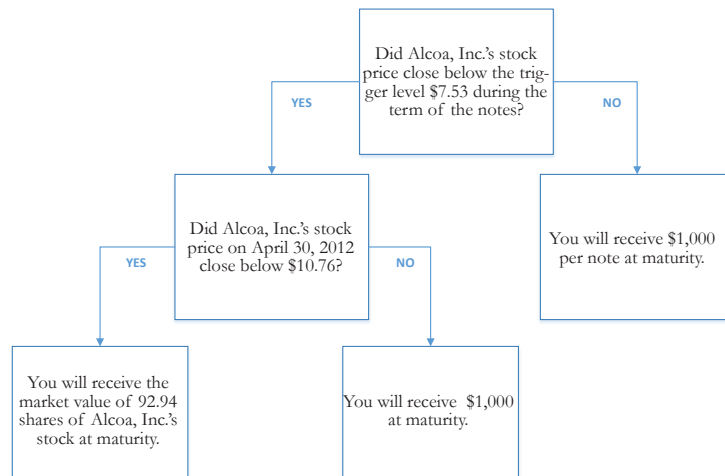 Did Alcoa, Inc.'s stock
price close below the trig-
ger level $7.53 during the
term of the notes?
YES
NO
Did Alcoa, Inc.'s stock
price on April 30, 2012
close below $10.76?
You will receive $1,000
per note at maturity.
YES
NO
You will receive the
market value of 92.94
shares of Alcoa, Inc.'s
stock at maturity.
You will receive $1,000
at maturity.